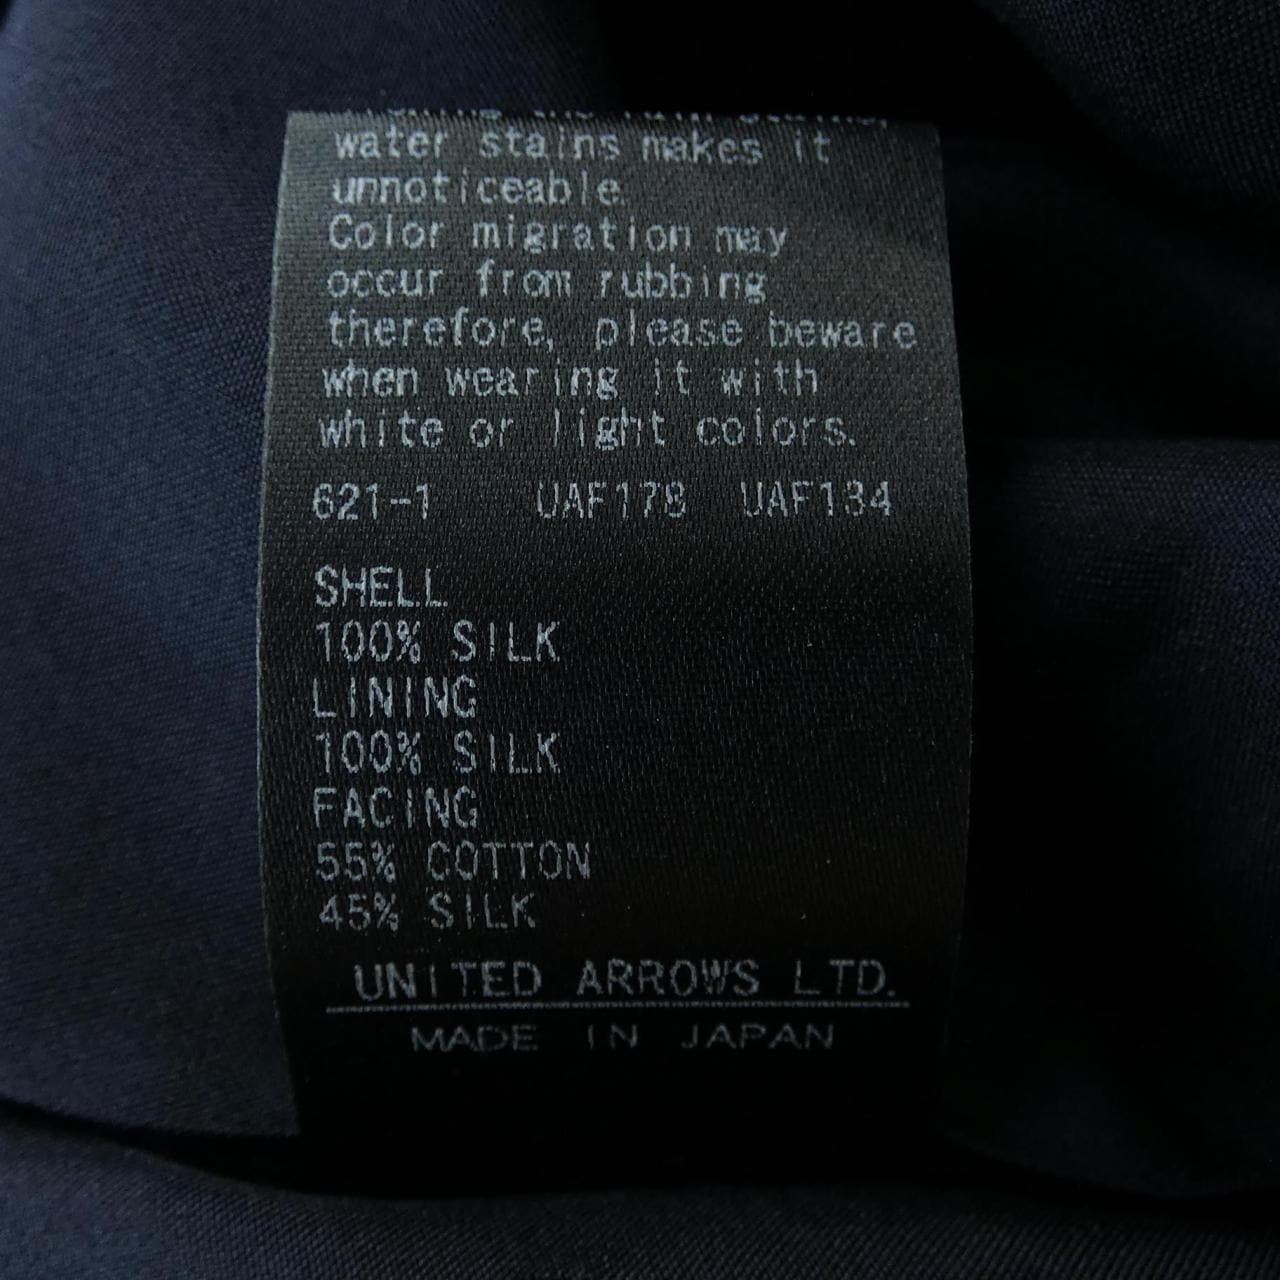 water stains makes it
unnoticeable.
Color migration may
occur from rubbing
therefore, please beware
when wearing it with
white or light colors.
621-1 UAF178 UAF134
SHELL
100% SILK
LINING
100% SILK
FACING
55% COTTON
45% SILK
UNITED ARROWS LTD.
MADE IN JAPAN